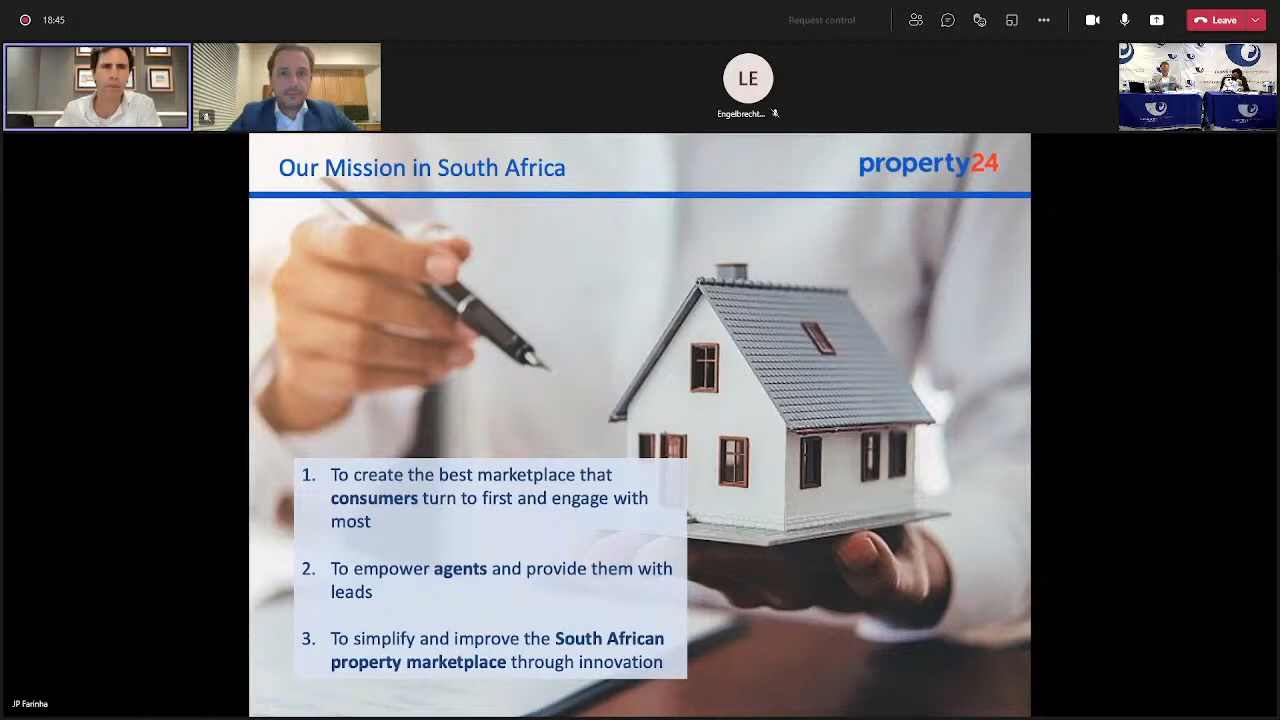 18:45
Request control
Leave
LE
Engelbrecht...
Our Mission in South Africa
property24
1. To create the best marketplace that
consumers turn to first and engage with
most
2. To empower agents and provide them with
leads
3. To simplify and improve the South African
property marketplace through innovation
JP Farinha